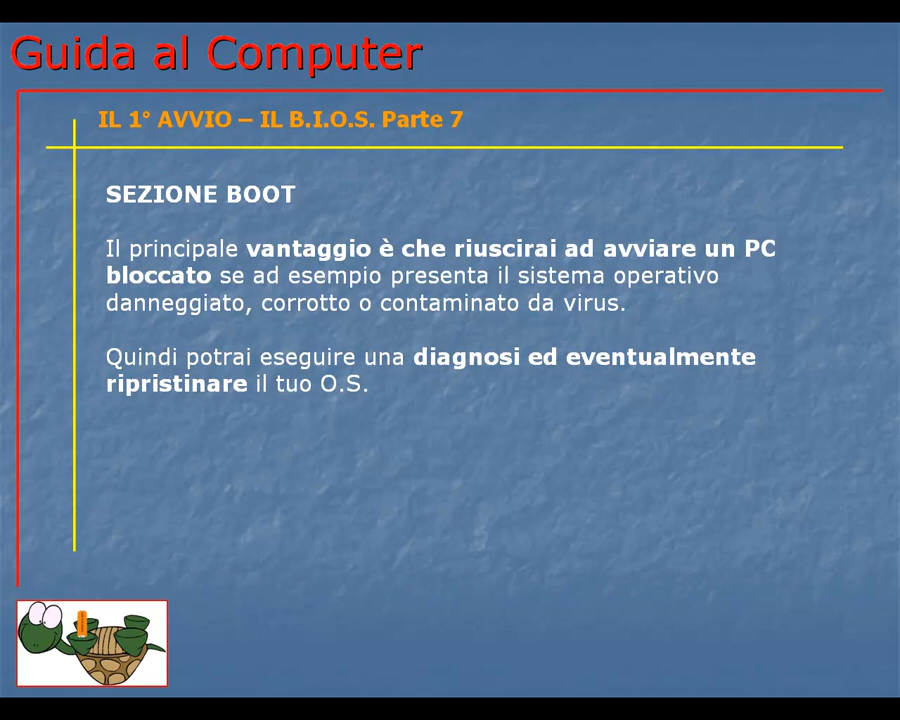 Guida al Computer
IL 1° AVVIO – IL B.I.O.S. Parte 7
SEZIONE BOOT
Il principale vantaggio è che riuscirai ad avviare un PC
bloccato se ad esempio presenta il sistema operativo
danneggiato, corrotto o contaminato da virus.
Quindi potrai eseguire una diagnosi ed eventualmente
ripristinare il tuo O.S.